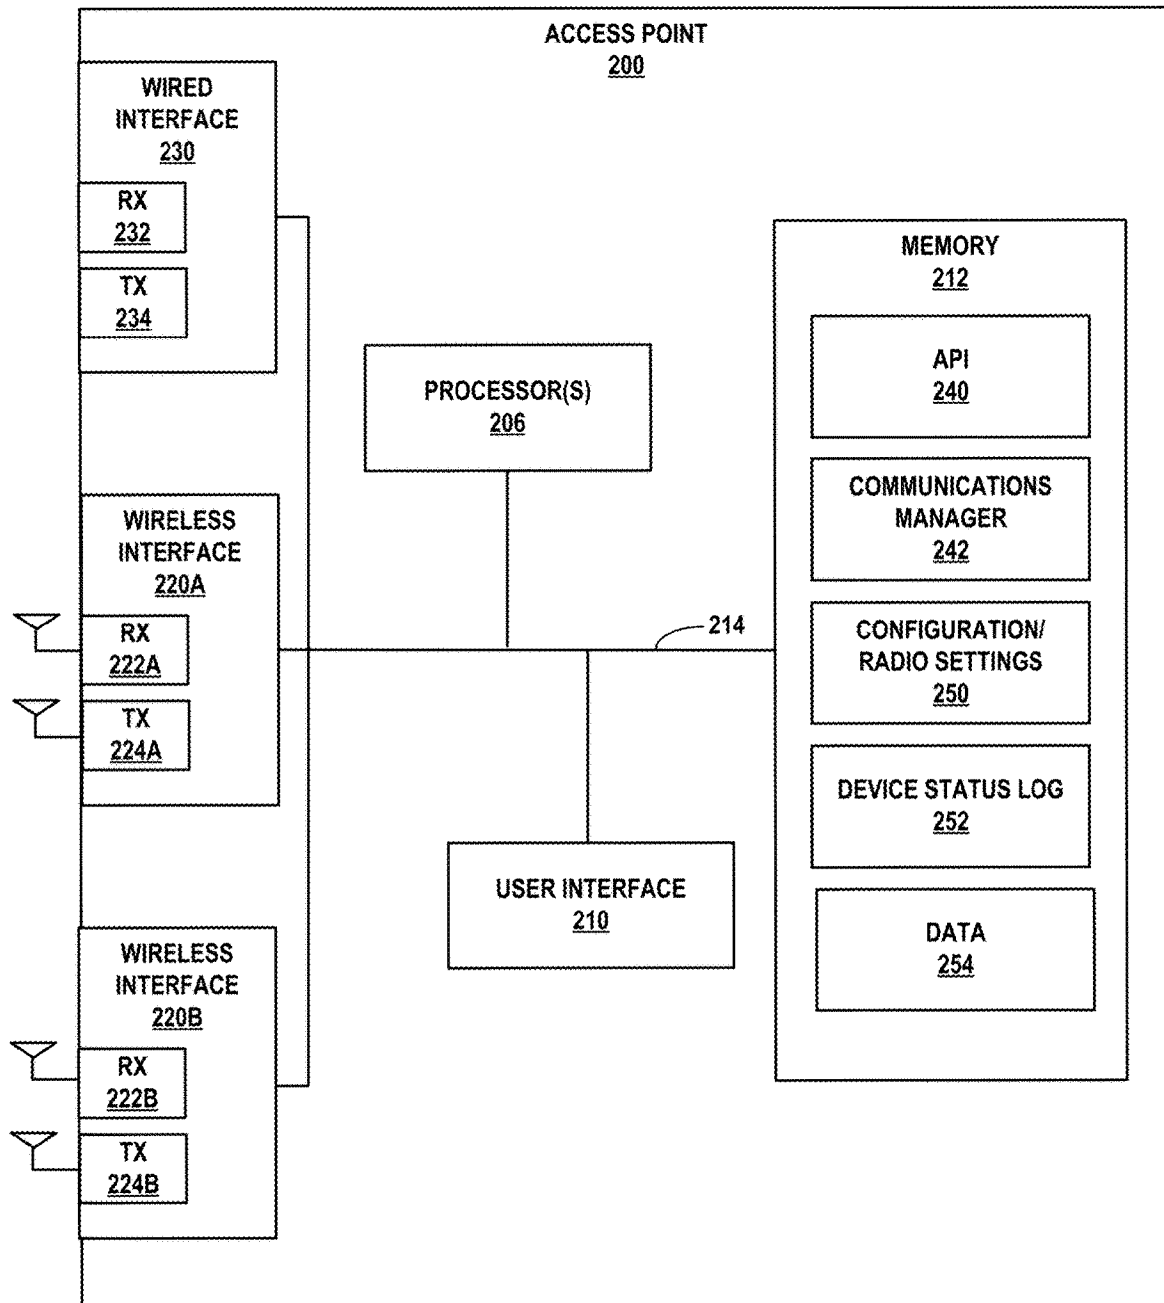 ACCESS POINT
200
WIRED
INTERFACE
230
RX
232
TX
234
PROCESSOR(S)
206
WIRELESS
INTERFACE
220A
RX
222A
TX
224A
214
USER INTERFACE
210
WIRELESS
INTERFACE
220B
RX
222B
TX
224B
MEMORY
212
API
240
COMMUNICATIONS
MANAGER
242
CONFIGURATION/
RADIO SETTINGS
250
DEVICE STATUS LOG
252
DATA
254